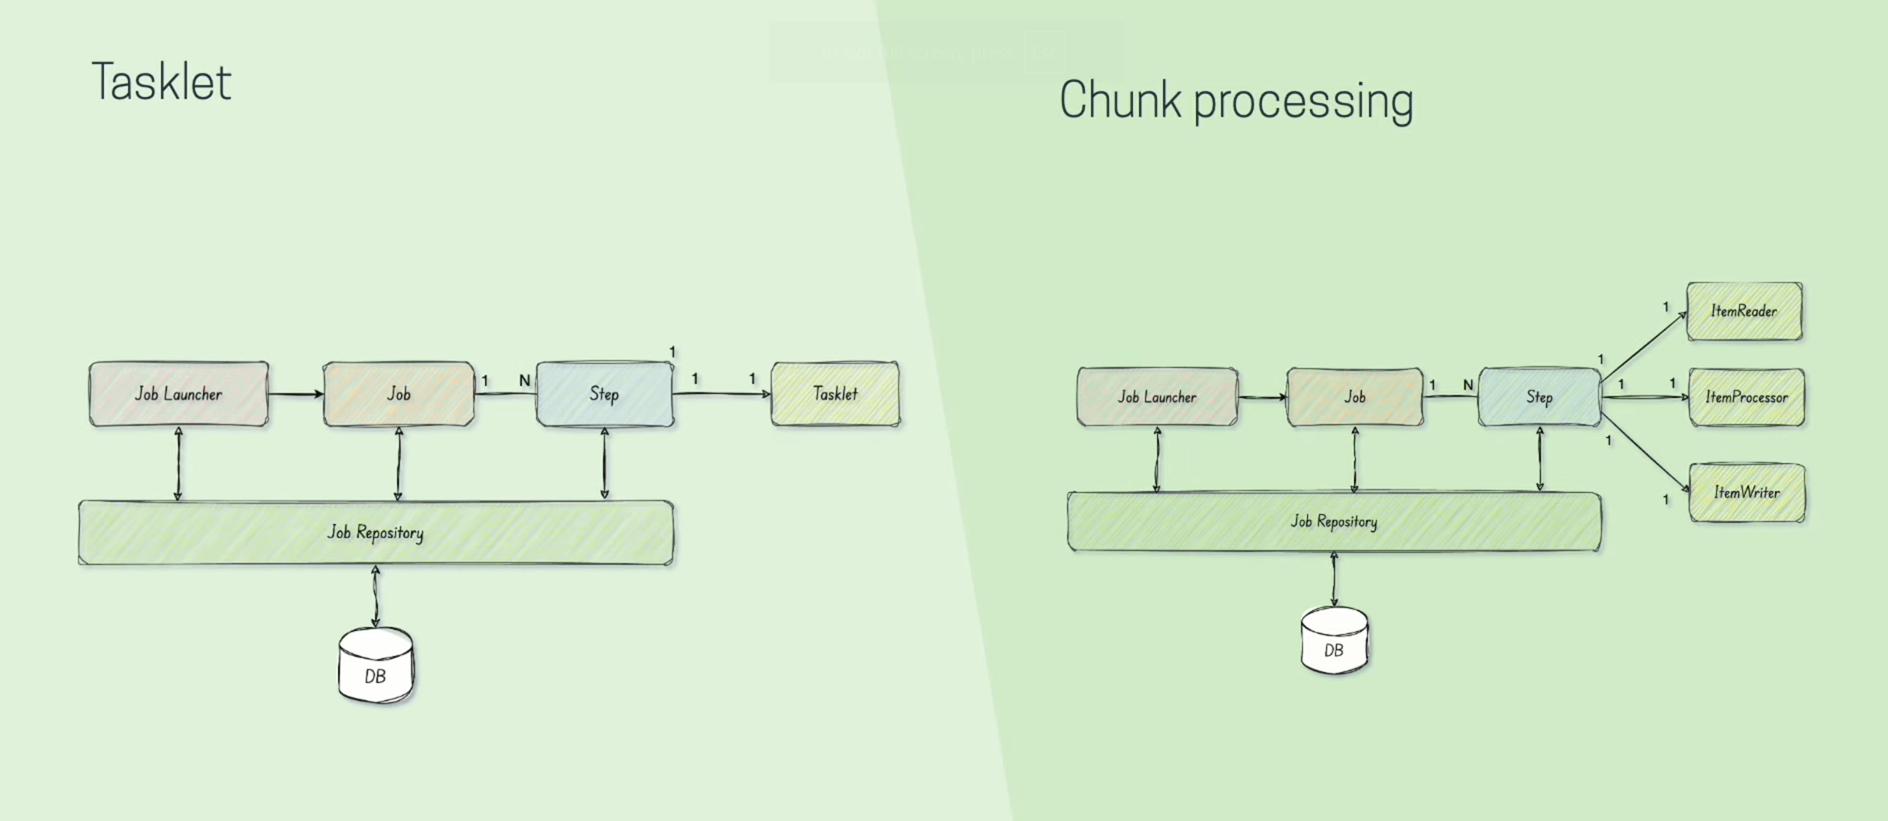 Tasklet
Job Launcher
Job
1
N
Step
1
1
1
Tasklet
Job Repository
DB
Chunk processing
Job Launcher
Job
1
N
Step
1
1
ItemReader
1
1
ItemProcessor
1
1
ItemWriter
Job Repository
DB